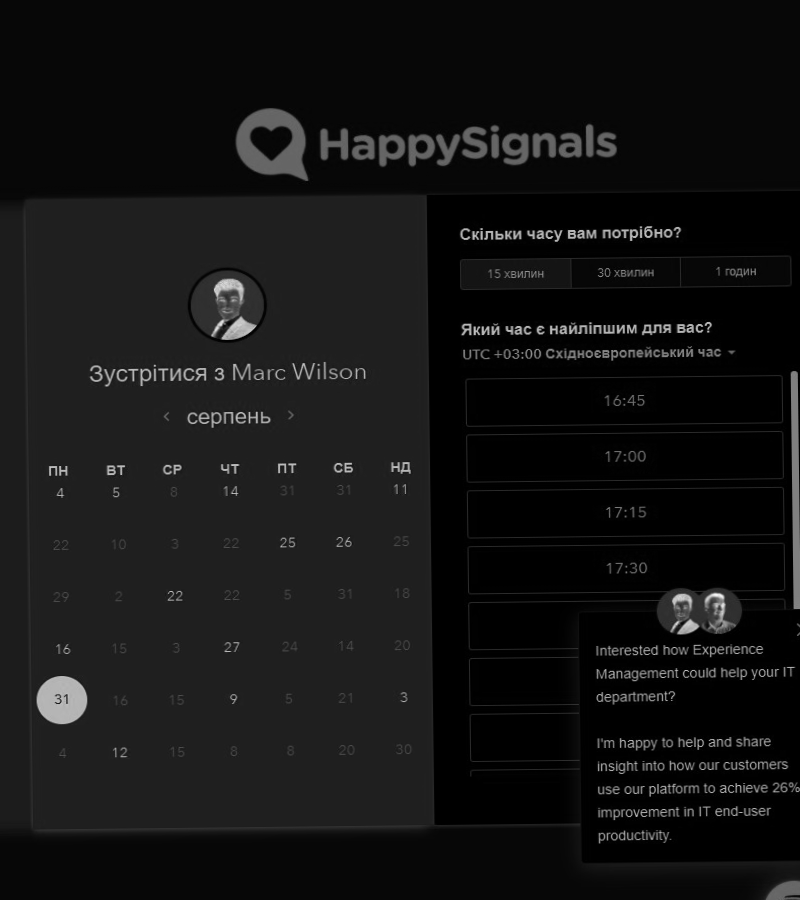 HappySignals
Зустрітися з Marc Wilson
серпень
ПН ВТ СР ЧТ ПТ СБ НД
4 5 8 14 31 31 11
22 10 3 22 25 26 25
29 2 22 22 5 31 18
16 15 3 27 24 14 20
31 16 15 9 5 21 3
4 12 15 8 8 20 30
Скільки часу вам потрібно?
15 хвилин 30 хвилин 1 годин
Який час є найліпшим для вас?
UTC +03:00 Східноєвропейський час
16:45
17:00
17:15
17:30
Interested how Experience
Management could help your IT
department?
I'm happy to help and share
insight into how our customers
use our platform to achieve 26%
improvement in IT end-user
productivity.